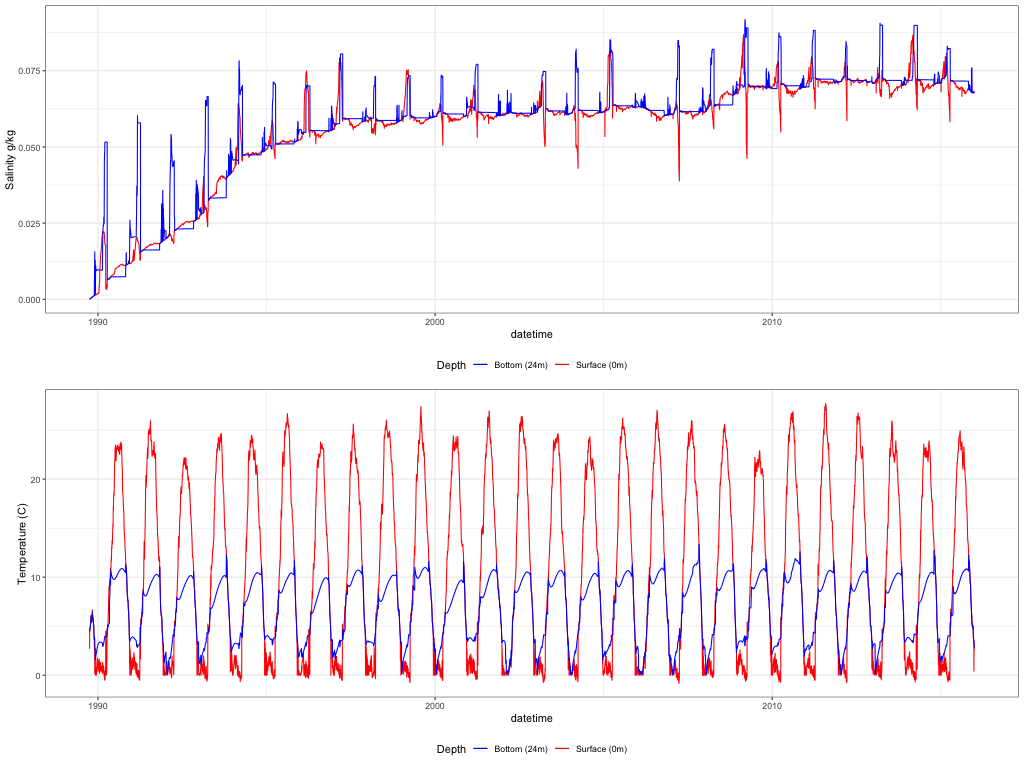 Salinity g/kg
0.075
0.050
0.025
0.000
1990 2000 2010
datetime
Depth Bottom (24m) Surface (0m)
Temperature (C)
20
10
0
1990 2000 2010
datetime
Depth Bottom (24m) Surface (0m)